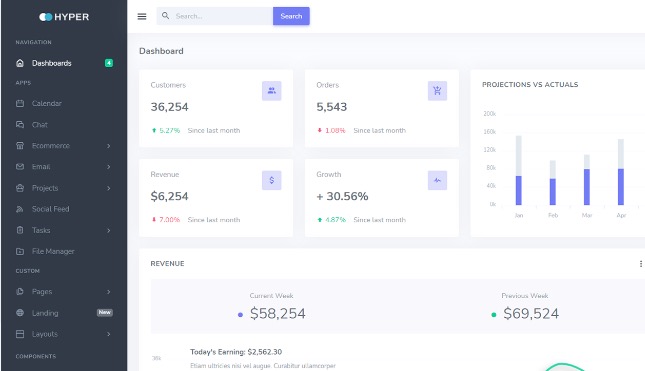 HYPER
Search...
Search
NAVIGATION
Dashboards
4
APPS
Calendar
Chat
Ecommerce
Email
Projects
Social Feed
Tasks
File Manager
CUSTOM
Pages
Landing
New
Layouts
COMPONENTS
Dashboard
Customers
36,254
5.27% Since last month
Orders
5,543
1.08% Since last month
Revenue
$6,254
7.00% Since last month
Growth
+ 30.56%
4.87% Since last month
PROJECTIONS VS ACTUALS
200k
160k
120k
80k
40k
0k
Jan Feb Mar Apr
REVENUE
Current Week
$58,254
Previous Week
$69,524
Today's Earning: $2,562.30
Etiam ultricies nisi vel augue. Curabitur ullamcorper